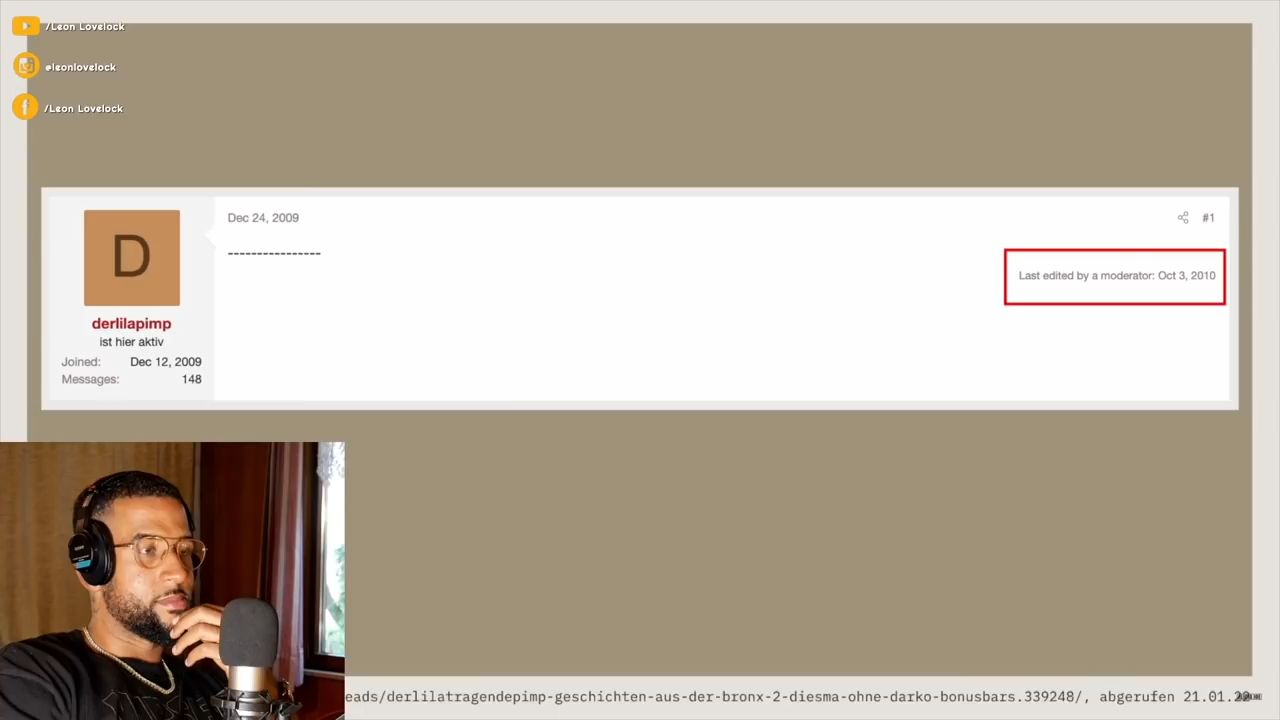 /Leon Lovelock
@leonlovelock
/Leon Lovelock
Dec 24, 2009
#1
----------------
Last edited by a moderator: Oct 3, 2010
D
derlilapimp
ist hier aktiv
Joined: Dec 12, 2009
Messages: 148
eads/derlilatragendepimp-geschichten-aus-der-bronx-2-diesma-ohne-darko-bonusbars.339248/, abgerufen 21.01.22